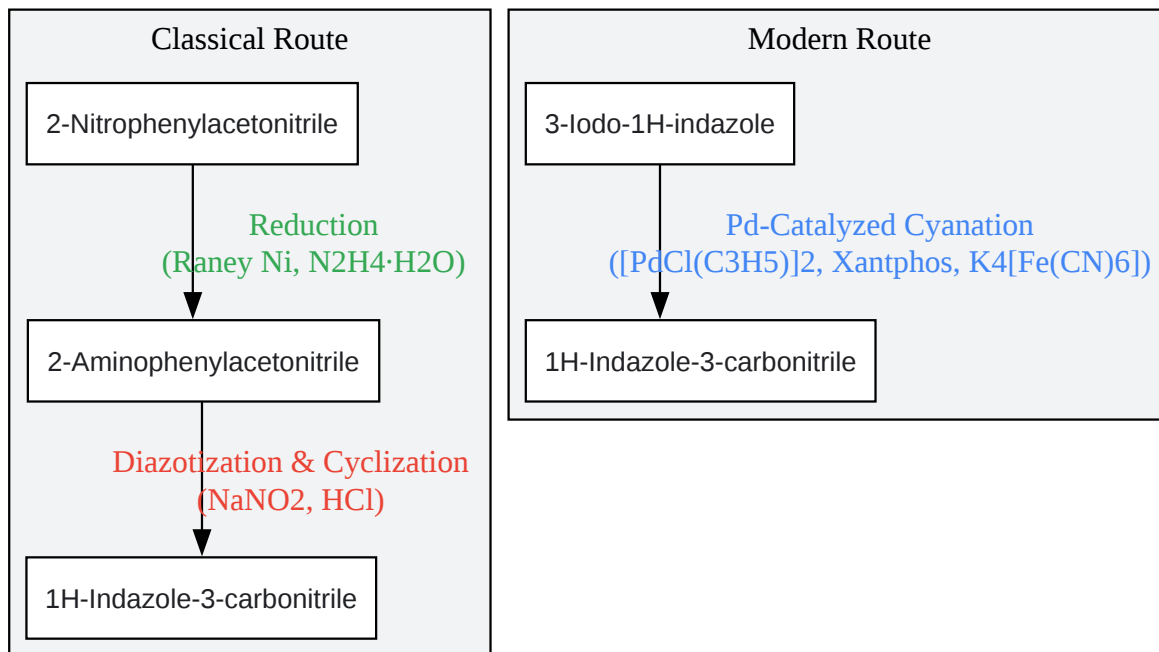 Classical Route
2-Nitrophenylacetonitrile
Reduction
(Raney Ni, N2H4·H2O)
2-Aminophenylacetonitrile
Diazotization & Cyclization
(NaNO2, HCl)
1H-Indazole-3-carbonitrile
Modern Route
3-Iodo-1H-indazole
Pd-Catalyzed Cyanation
([PdCl(C3H5)]2, Xantphos, K4[Fe(CN)6])
1H-Indazole-3-carbonitrile